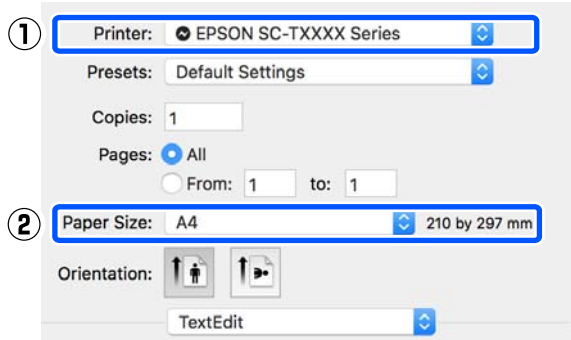 ① Printer: EPSON SC-TXXXX Series
Presets: Default Settings
Copies: 1
Pages: All
From: 1 to: 1
② Paper Size: A4 210 by 297 mm
Orientation:
TextEdit